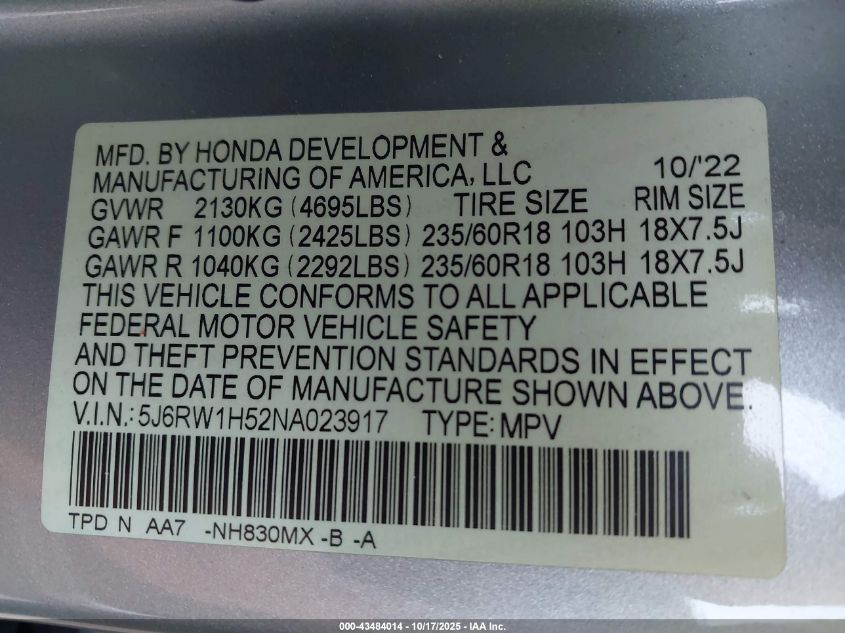 MFD. BY HONDA DEVELOPMENT &
MANUFACTURING OF AMERICA, LLC 10/'22
GVWR 2130KG (4695LBS) TIRE SIZE RIM SIZE
GAWR F 1100KG (2425LBS) 235/60R18 103H 18X7.5J
GAWR R 1040KG (2292LBS) 235/60R18 103H 18X7.5J
THIS VEHICLE CONFORMS TO ALL APPLICABLE
FEDERAL MOTOR VEHICLE SAFETY
AND THEFT PREVENTION STANDARDS IN EFFECT
ON THE DATE OF MANUFACTURE SHOWN ABOVE.
V.I.N.: 5J6RW1H52NA023917 TYPE: MPV
TPD N AA7 -NH830MX -B -A
000-43484014 - 10/17/2025 - IAA Inc.